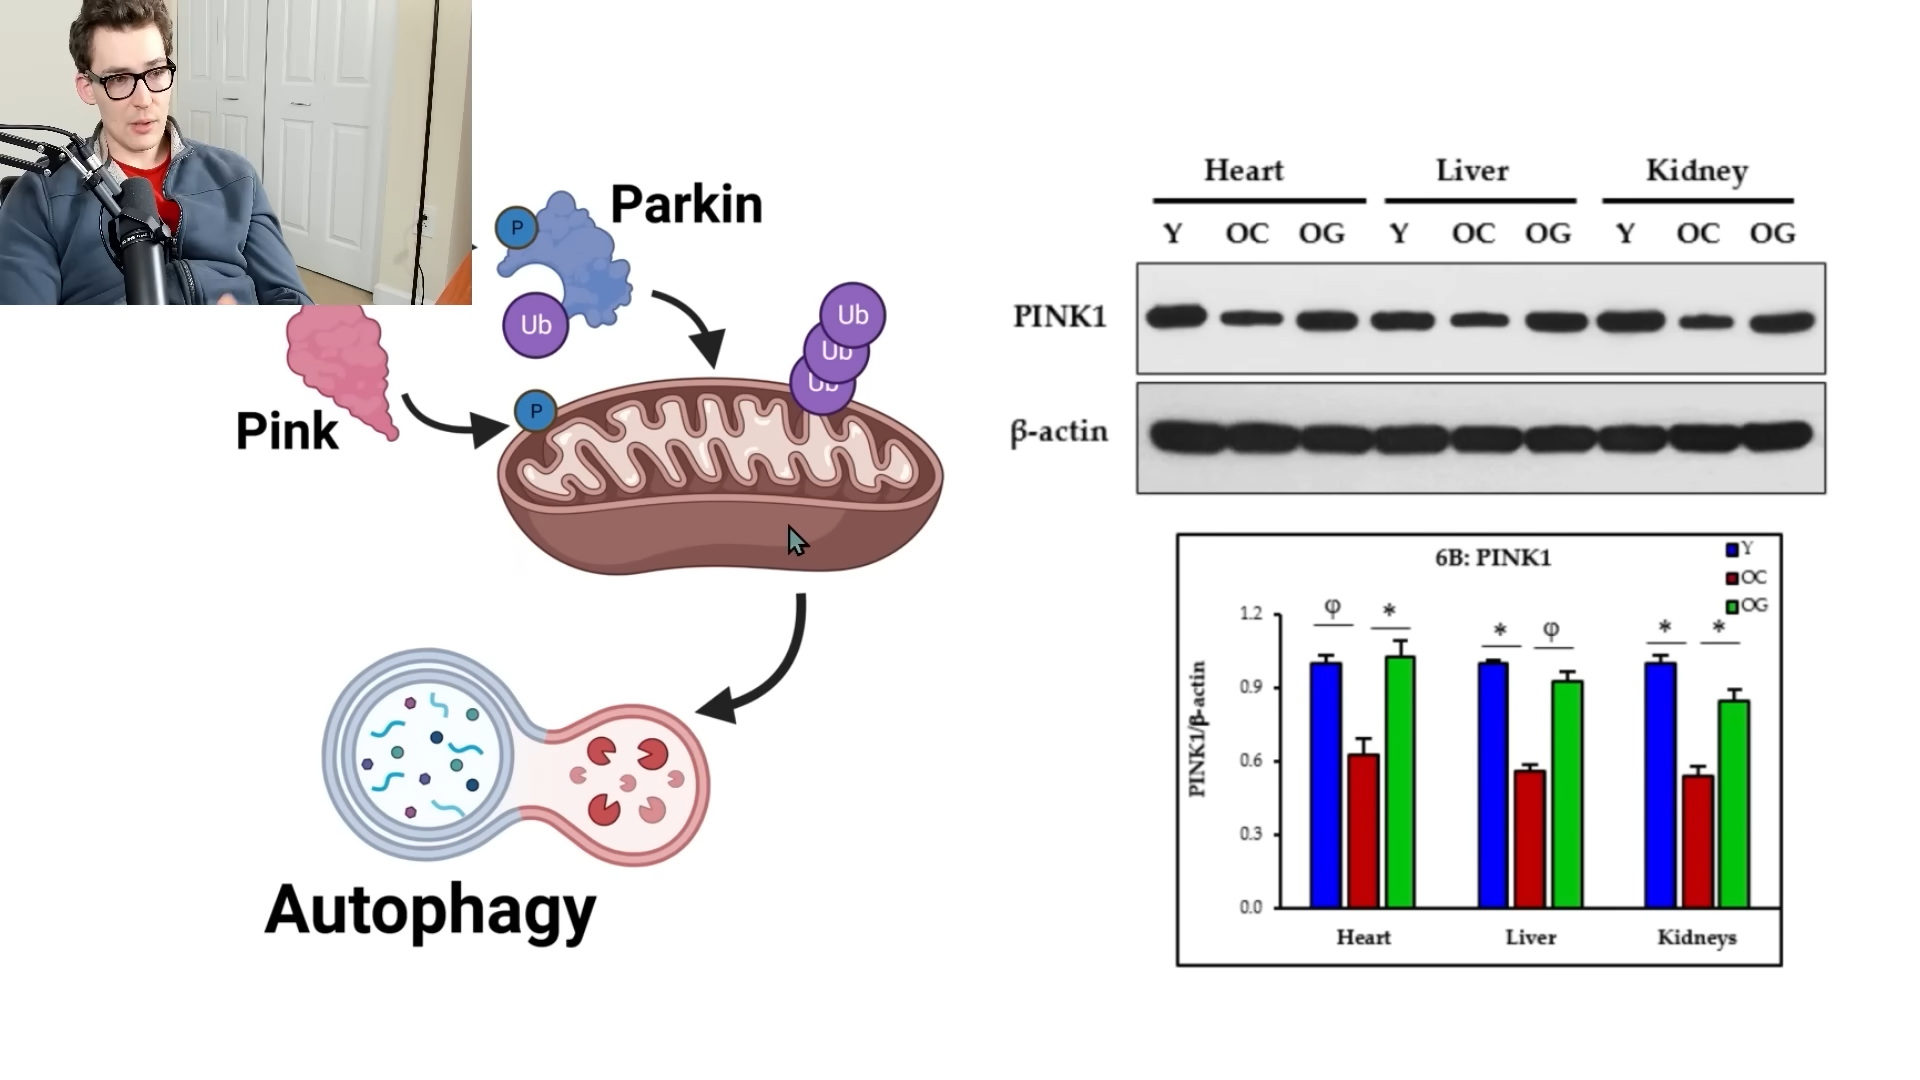 Parkin
P
Ub
Ub
Ub
Ub
P
Pink
Autophagy
Heart Liver Kidney
Y OC OG Y OC OG Y OC OG
PINK1
β-actin
6B: PINK1
Y
OC
OG
PINK1/β-actin
1.2
0.9
0.6
0.3
0.0
φ * * φ * *
Heart Liver Kidneys